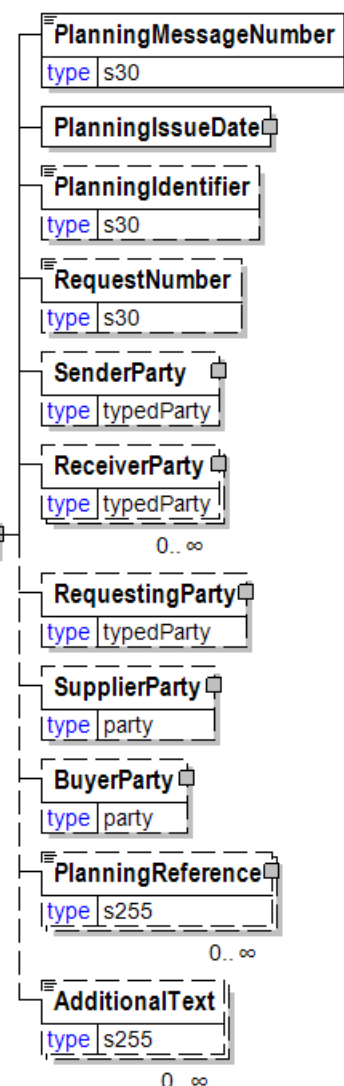 PlanningMessageNumber
type s30
PlanningIssueDate
PlanningIdentifier
type s30
RequestNumber
type s30
SenderParty
type typedParty
ReceiverParty
type typedParty
0.. ∞
RequestingParty
type typedParty
SupplierParty
type party
BuyerParty
type party
PlanningReference
type s255
0.. ∞
AdditionalText
type s255
0.. ∞